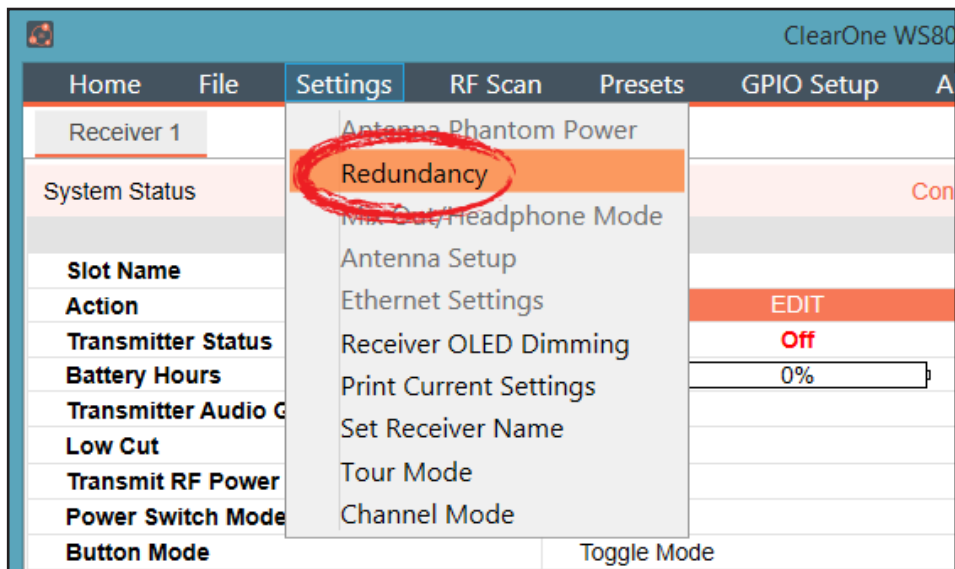 ClearOne WS80
Home File Settings RF Scan Presets GPIO Setup A
Receiver 1
Antenna Phantom Power
Redundancy
System Status
Con
Mix Out/Headphone Mode
Antenna Setup
Slot Name
Ethernet Settings
Action
EDIT
Transmitter Status
Receiver OLED Dimming
Off
Battery Hours
Print Current Settings
0%
Transmitter Audio G
Set Receiver Name
Low Cut
Tour Mode
Transmit RF Power
Channel Mode
Power Switch Mode
Button Mode
Toggle Mode